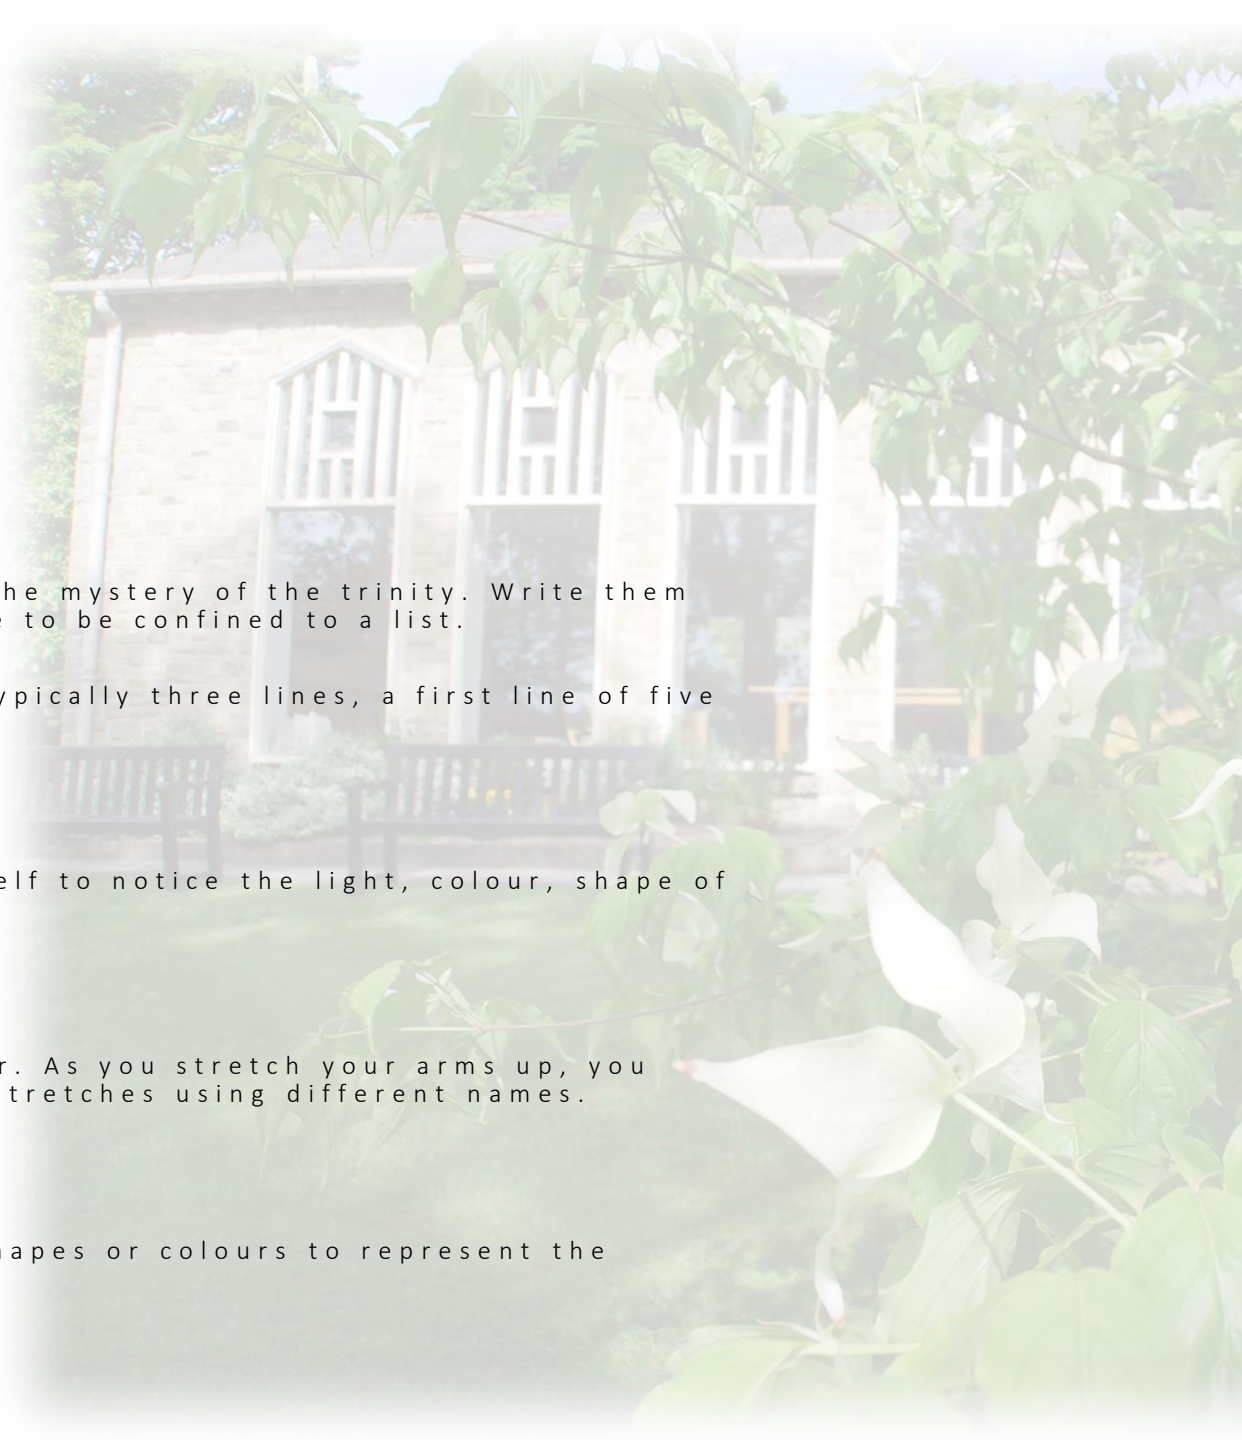 he mystery of the trinity. Write them
to be confined to a list.
ypically three lines, a first line of five
elf to notice the light, colour, shape of
r. As you stretch your arms up, you
tretches using different names.
apes or colours to represent the